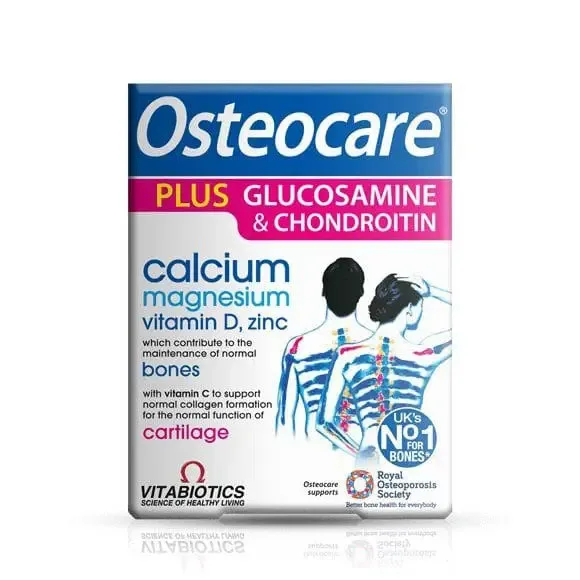 Osteocare®
PLUS GLUCOSAMINE
& CHONDROITIN
calcium
magnesium
vitamin D, zinc
which contribute to the
maintenance of normal
bones
with vitamin C to support
normal collagen formation
for the normal function of
cartilage
UK's
No1
FOR
BONES*
VITABIOTICS
SCIENCE OF HEALTHY LIVING
Osteocare
supports
Royal
Osteoporosis
Society
Better bone health for everybody